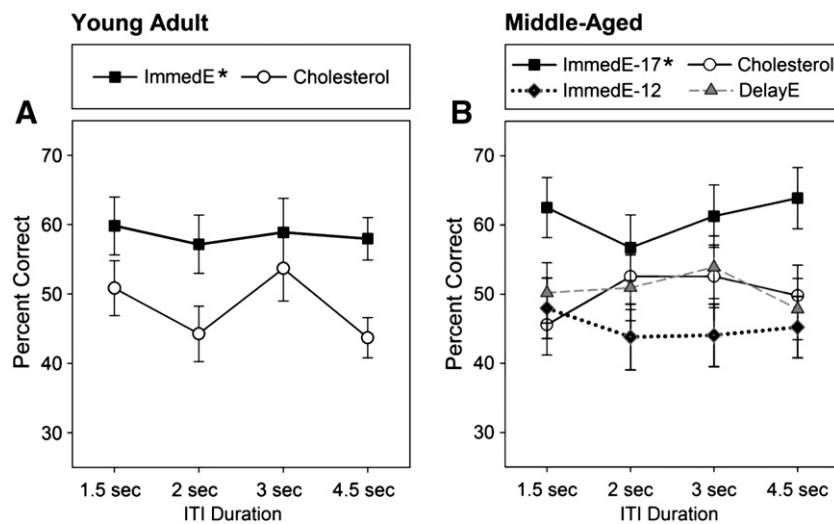 Young Adult
ImmedE* Cholesterol
A
Percent Correct
70
60
50
40
30
1.5 sec 2 sec 3 sec 4.5 sec
ITI Duration
Middle-Aged
ImmedE-17* Cholesterol
ImmedE-12 DelayE
B
Percent Correct
70
60
50
40
30
1.5 sec 2 sec 3 sec 4.5 sec
ITI Duration